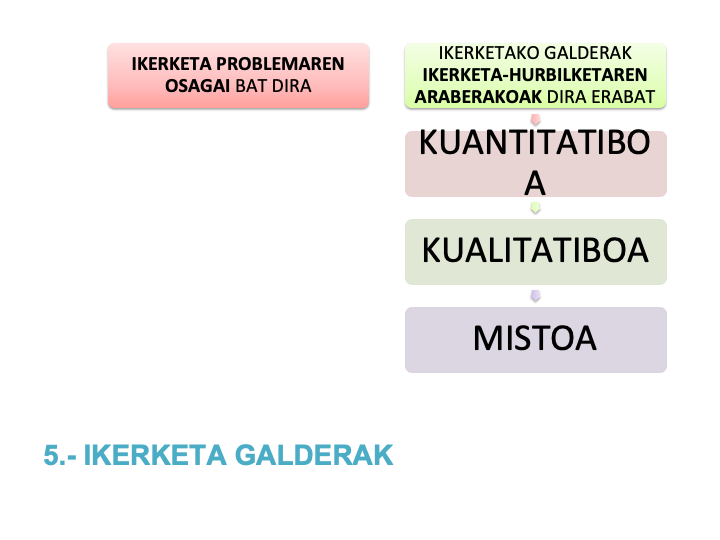 IKERKETA PROBLEMAREN
OSAGAI BAT DIRA
IKERKETAKO GALDERAK
IKERKETA-HURBILKETAREN
ARABERAKOAK DIRA ERABAT
KUANTITATIBO
A
KUALITATIBOA
MISTOA
5.- IKERKETA GALDERAK